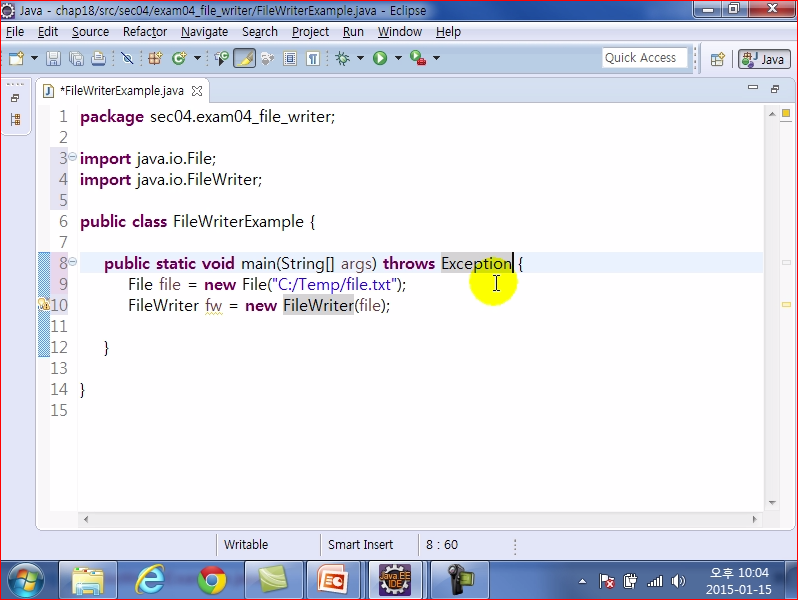 Java - chap18/src/sec04/exam04_file_writer/FileWriterExample.java - Eclipse
File Edit Source Refactor Navigate Search Project Run Window Help
Quick Access
Java
*FileWriterExample.java
1 package sec04.exam04_file_writer;
2
3 import java.io.File;
4 import java.io.FileWriter;
5
6 public class FileWriterExample {
7
8 public static void main(String[] args) throws Exception {
9 File file = new File("C:/Temp/file.txt");
10 FileWriter fw = new FileWriter(file);
11
12 }
13
14 }
15
Writable Smart Insert 8 : 60
Java EE
IDE
오후 10:04
2015-01-15